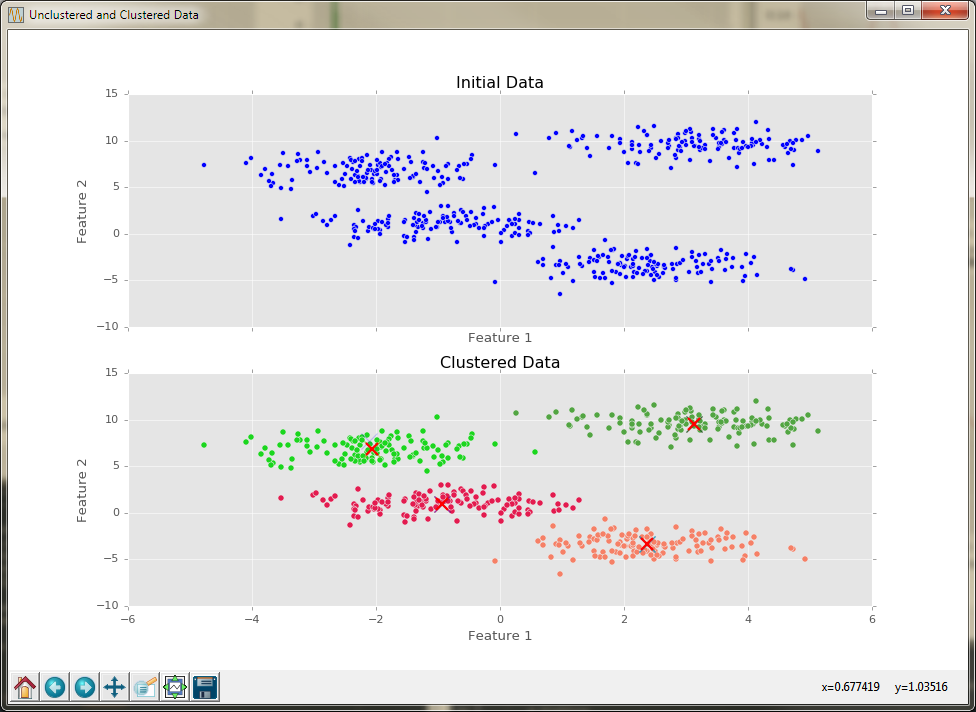 Unclustered and Clustered Data
Initial Data
15
10
5
0
−5
−10
Feature 2
Feature 1
Clustered Data
15
10
5
0
−5
−10
Feature 2
−6 −4 −2 0 2 4 6
Feature 1
x=0.677419 y=1.03516